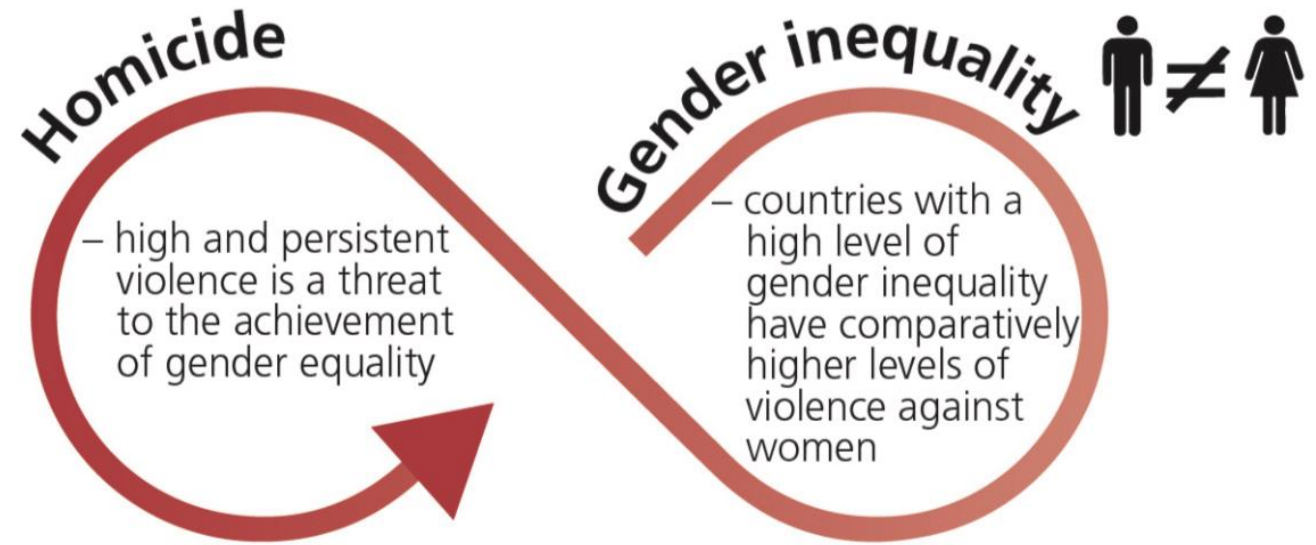 Homicide
– high and persistent
violence is a threat
to the achievement
of gender equality
Gender inequality
– countries with a
high level of
gender inequality
have comparatively
higher levels of
violence against
women